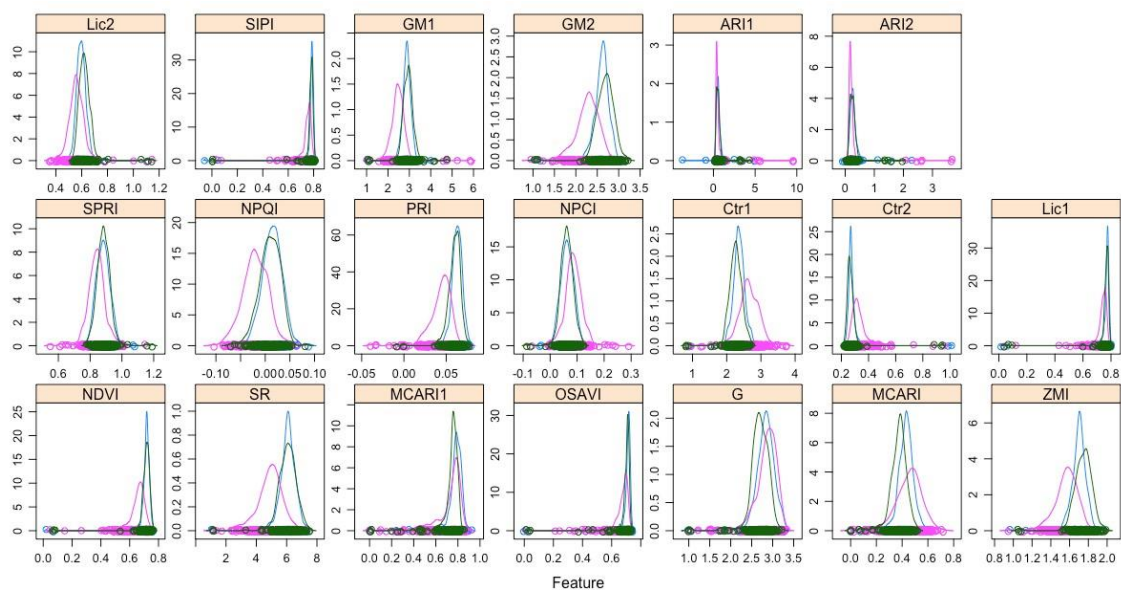 Lic2 SIPI GM1 GM2 ARI1 ARI2
0 2 4 6 8 10
0 10 20 30
0.0 0.5 1.0 1.5 2.0
0.0 0.5 1.0 1.5 2.0 2.5 3.0
0 1 2 3
0 2 4 6 8
0.4 0.6 0.8 1.0 1.2 0.0 0.2 0.4 0.6 0.8 1 2 3 4 5 6 1.0 1.5 2.0 2.5 3.0 3.5 0 5 10 0 1 2 3
SPRI NPQI PRI NPCI Ctr1 Ctr2 Lic1
0 2 4 6 8 10
0 5 10 15 20
0 20 40 60
0 5 10 15
0.0 0.5 1.0 1.5 2.0 2.5
0 5 10 15 20 25
0 10 20 30
0.6 0.8 1.0 1.2 -0.10 0.000.05 0.10 -0.05 0.00 0.05 -0.1 0.0 0.1 0.2 0.3 1 2 3 4 0.2 0.4 0.6 0.8 1.0 0.0 0.2 0.4 0.6 0.8
NDVI SR MCARI1 OSAVI G MCARI ZMI
0 5 10 15 20 25
0.0 0.2 0.4 0.6 0.8 1.0
0 2 4 6 8 10
0 10 20 30
0.0 0.5 1.0 1.5 2.0
0 2 4 6 8
0 2 4 6
0.0 0.2 0.4 0.6 0.8 2 4 6 8 0.0 0.2 0.4 0.6 0.8 1.0 0.0 0.2 0.4 0.6 0.8 1.0 1.5 2.0 2.5 3.0 3.5 0.0 0.2 0.4 0.6 0.8 0.8 1.0 1.2 1.4 1.6 1.8 2.0
Feature